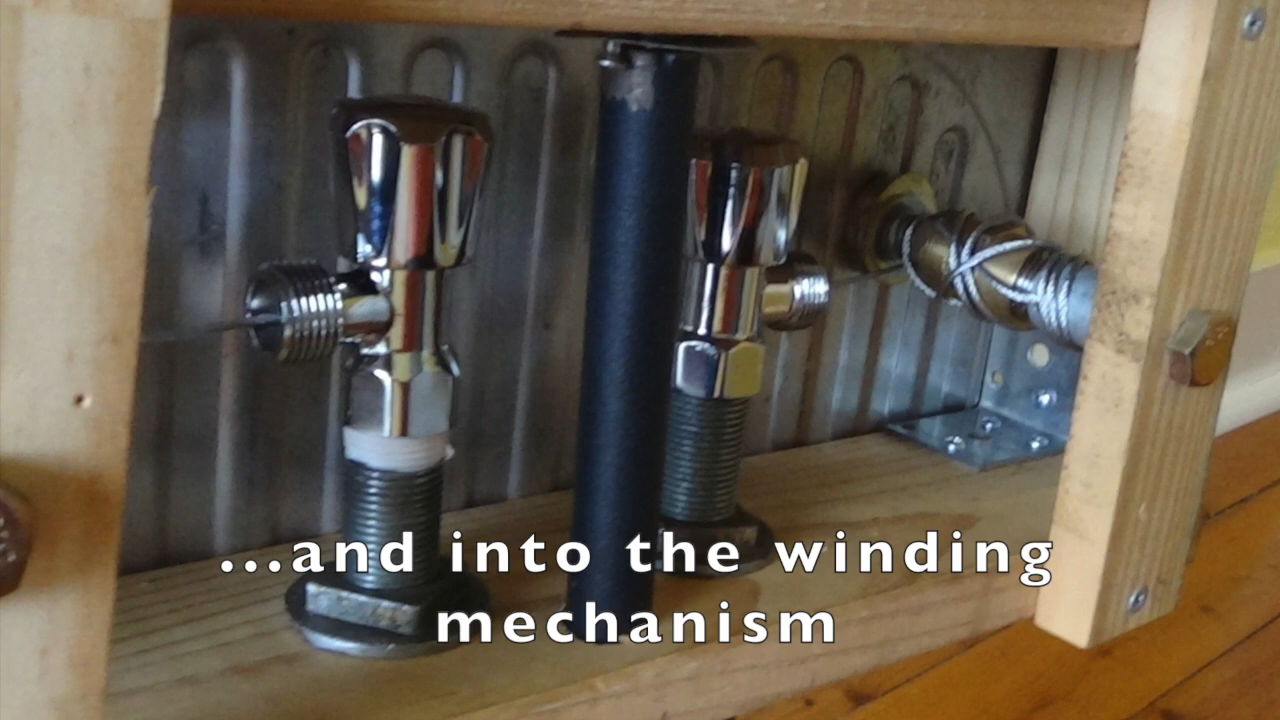 ...and into the winding
mechanism